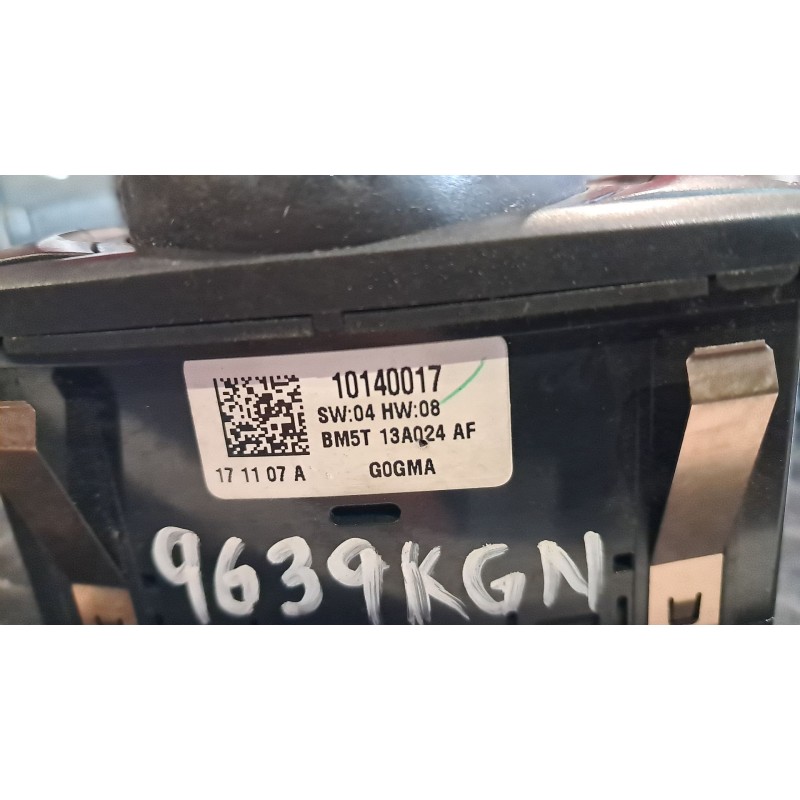 10140017
SW:04 HW:08
BM5T 13A024 AF
17 11 07 A
G0GMA
9639KGN